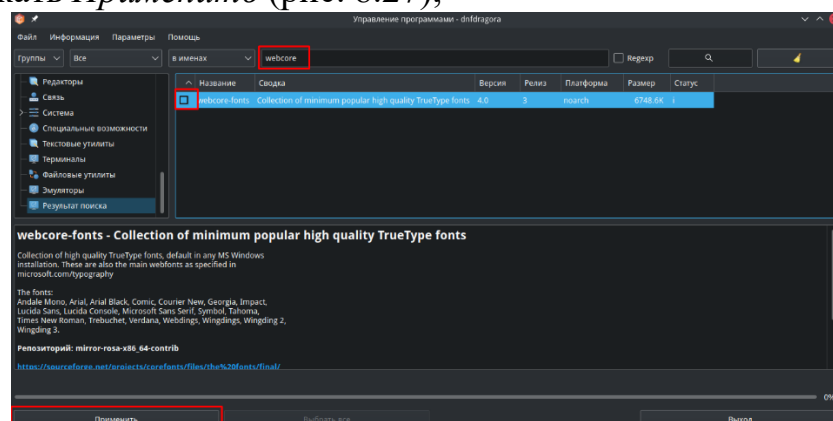 Применить (рис. 8.27);
Управление программами - dnfdragora
Файл Информация Параметры Помощь
Группы Все в именах webcore Regexp
Редакторы
Связь
Система
Специальные возможности
Текстовые утилиты
Терминалы
Файловые утилиты
Эмуляторы
Результат поиска
Название Сводка Версия Релиз Платформа Размер Статус
webcore-fonts Collection of minimum popular high quality TrueType fonts 4.0 3 noarch 6748.6K i
webcore-fonts - Collection of minimum popular high quality TrueType fonts
Collection of high quality TrueType fonts, default in any MS Windows
installation. These are also the main webfonts as specified in
microsoft.com/typography
The fonts:
Andale Mono, Arial, Arial Black, Comic, Courier New, Georgia, Impact,
Lucida Sans, Lucida Console, Microsoft Sans Serif, Symbol, Tahoma,
Times New Roman, Trebuchet, Verdana, Webdings, Wingdings, Wingding 2,
Wingding 3.
Репозиторий: mirror-rosa-x86_64-contrib
https://sourceforge.net/projects/corefonts/files/the%20fonts/final/
0%
Применить Выбрать все Выход